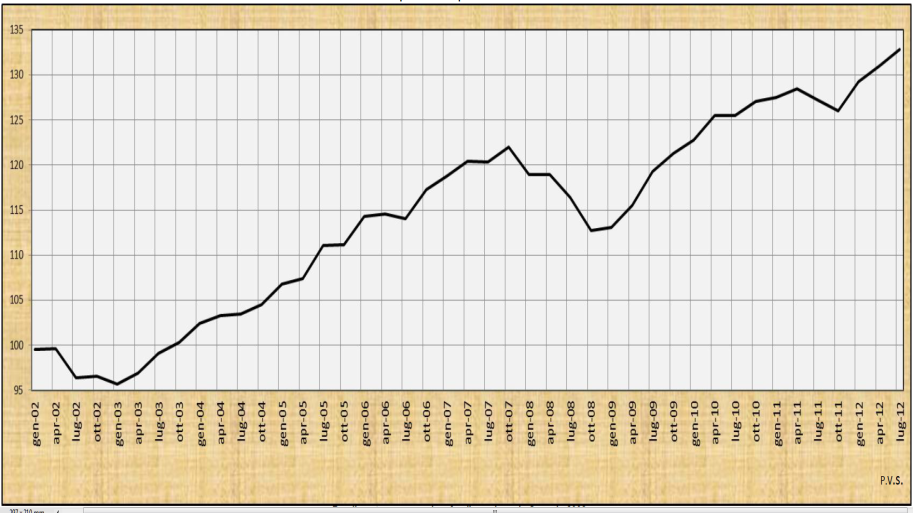 135
130
125
120
115
110
105
100
95
gen-02
apr-02
lug-02
ott-02
gen-03
apr-03
lug-03
ott-03
gen-04
apr-04
lug-04
ott-04
gen-05
apr-05
lug-05
ott-05
gen-06
apr-06
lug-06
ott-06
gen-07
apr-07
lug-07
ott-07
gen-08
apr-08
lug-08
ott-08
gen-09
apr-09
lug-09
ott-09
gen-10
apr-10
lug-10
ott-10
gen-11
apr-11
lug-11
ott-11
gen-12
apr-12
lug-12
P.V.S.